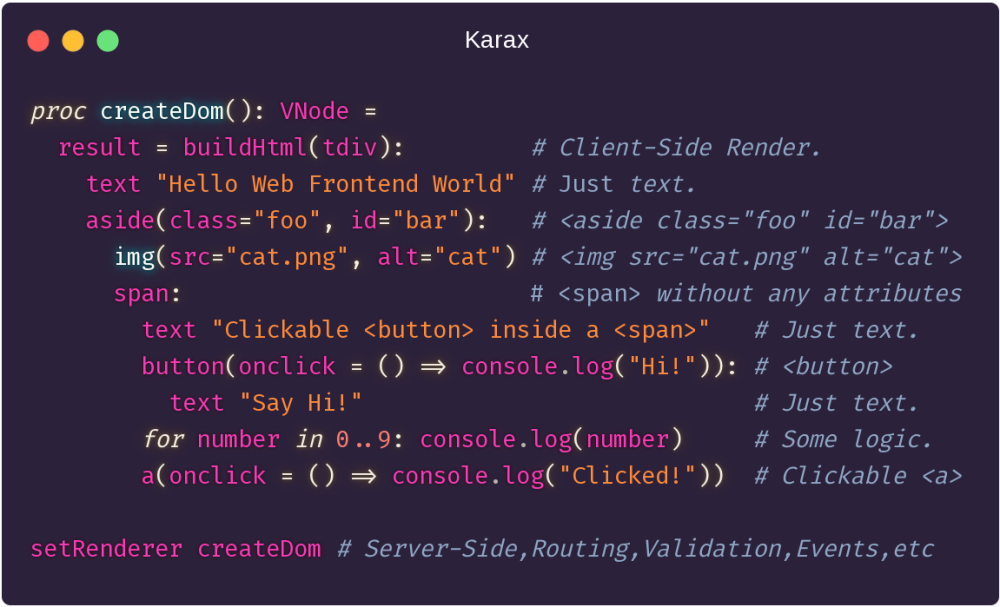 Karax
proc createDom(): VNode =
  result = buildHtml(tdiv):         # Client-Side Render.
    text "Hello Web Frontend World" # Just text.
    aside(class="foo", id="bar"):   # <aside class="foo" id="bar">
      img(src="cat.png", alt="cat") # <img src="cat.png" alt="cat">
      span:                         # <span> without any attributes
        text "Clickable <button> inside a <span>"   # Just text.
        button(onclick = () => console.log("Hi!")): # <button>
          text "Say Hi!"                            # Just text.
        for number in 0..9: console.log(number)     # Some logic.
        a(onclick = () => console.log("Clicked!"))  # Clickable <a>
setRenderer createDom # Server-Side,Routing,Validation,Events,etc